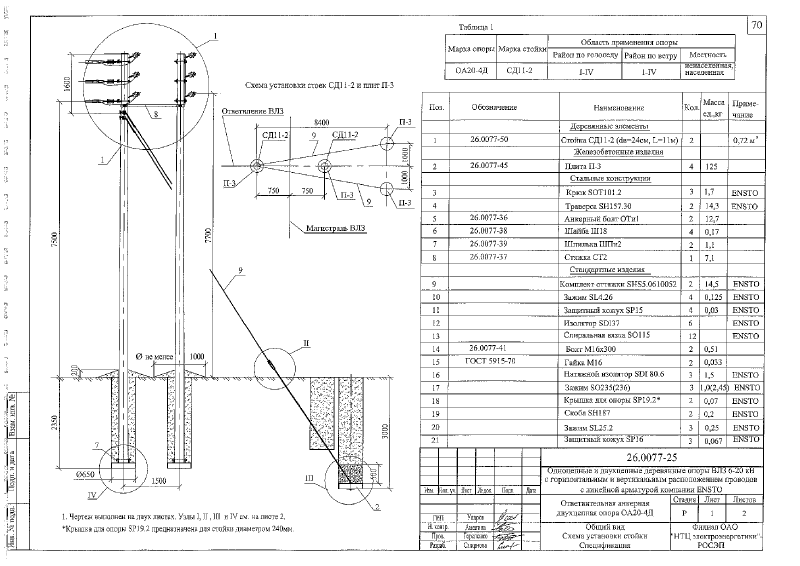 70
Таблица 1
Марка опоры Марка стойки Область применения опоры
Район по гололеду Район по ветру Местность
ОА20-4Д СД11-2 I-IV I-IV ненаселенная, населенная
Схема установки стоек СД11-2 и плит П-3
Ответвление ВЛЗ
8400
СД11-2 9 СД11-2
П-3
1000
1000
П-3
750 750 П-3
9
П-3
Магистраль ВЛЗ
1
1600
8
1
7500
7700
9
II
Ø не менее 1000
200
2350
3000
7
Ø650
IV
1500
III
2
Поз. Обозначение Наименование Кол. Масса ед.,кг Приме-чание
Деревянные элементы
1 26.0077-50 Стойка СД11-2 (dв=24см, L=11м) 2 0,72 м³
Железобетонные изделия
2 26.0077-45 Плита П-3 4 125
Стальные конструкции
3 Крюк SOT101.2 3 1,7 ENSTO
4 Траверса SH157.30 2 14,3 ENSTO
5 26.0077-36 Анкерный болт ОТи1 2 12,7
6 26.0077-38 Шайба Ш18 4 0,17
7 26.0077-39 Шпилька ШПи2 2 1,1
8 26.0077-37 Стяжка СТ2 1 7,1
Стандартные изделия
9 Комплект оттяжки SHS5.0610052 2 14,5 ENSTO
10 Зажим SL4.26 4 0,125 ENSTO
11 Защитный кожух SP15 4 0,03 ENSTO
12 Изолятор SDI37 6 ENSTO
13 Спиральная вязка SO115 12 ENSTO
14 26.0077-41 Болт М16х300 2 0,51
15 ГОСТ 5915-70 Гайка М16 2 0,033
16 Натяжной изолятор SDI 80.6 3 1,5 ENSTO
17 Зажим SO235(236) 3 1,0(2,45) ENSTO
18 Крышка для опоры SP19.2* 2 0,07 ENSTO
19 Скоба SH187 2 0,2 ENSTO
20 Зажим SL25.2 3 0,25 ENSTO
21 Защитный кожух SP16 3 0,067 ENSTO
1. Чертеж выполнен на двух листах. Узлы I, II , III и IV см. на листе 2,
*Крышка для опоры SP19.2 предназначена для стойки диаметром 240мм.
26.0077-25
Одноцепные и двухцепные деревянные опоры ВЛЗ 6-20 кВ
с горизонтальным и вертикальным расположением проводов
с линейной арматурой компании ENSTO
Изм. Кол.уч. Лист №док. Подп. Дата
Ответвительная анкерная двухцепная опора ОА20-4Д
Стадия Лист Листов
Р 1 2
ГИП Ударов
Н. контр.
Пров.
Разраб. Смирнова
Общий вид
Схема установки стойки
Спецификация
Филиал ОАО
"НТЦ электроэнергетики"-
РОСЭП
Взам. инв. №
Подп. и дата
Инв. № подл.